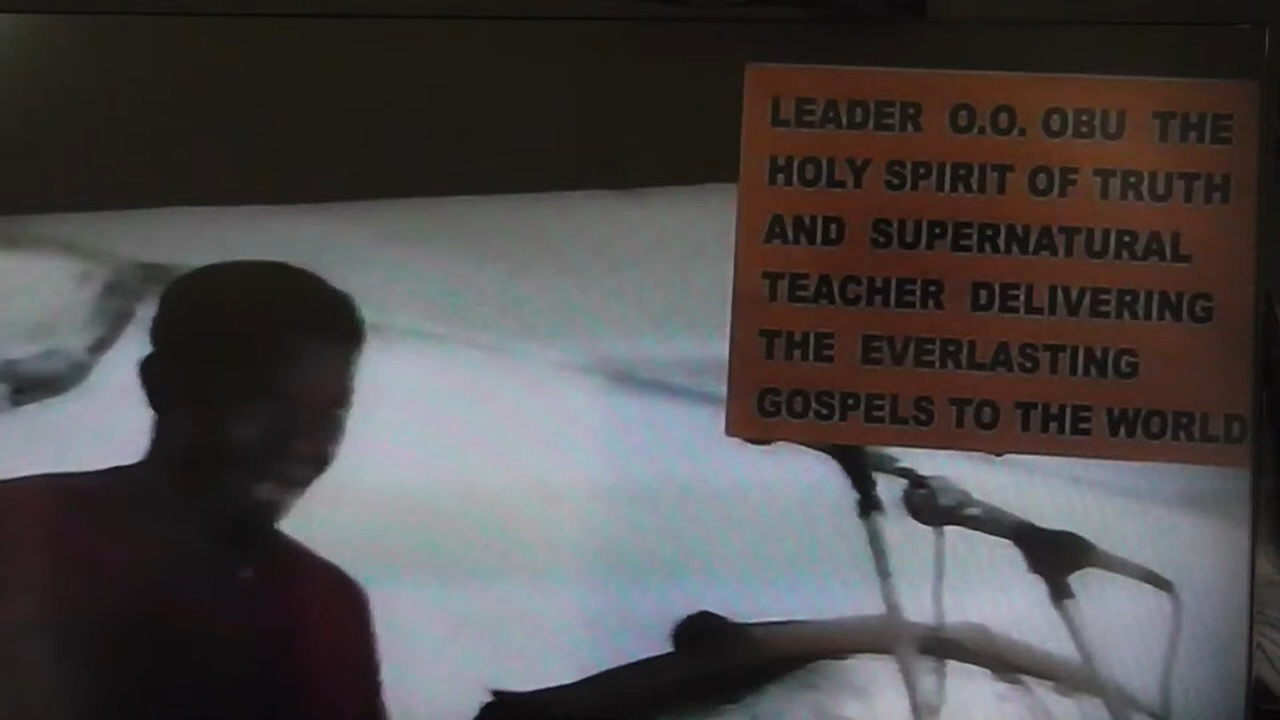 LEADER O.O. OBU THE
HOLY SPIRIT OF TRUTH
AND SUPERNATURAL
TEACHER DELIVERING
THE EVERLASTING
GOSPELS TO THE WORLD